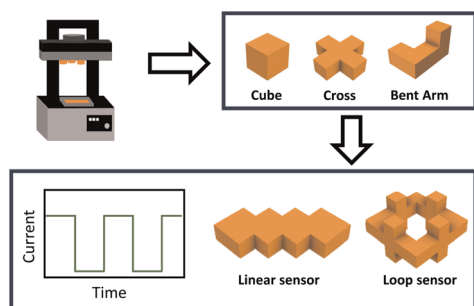 Cube
Cross
Bent Arm
Current
Time
Linear sensor
Loop sensor